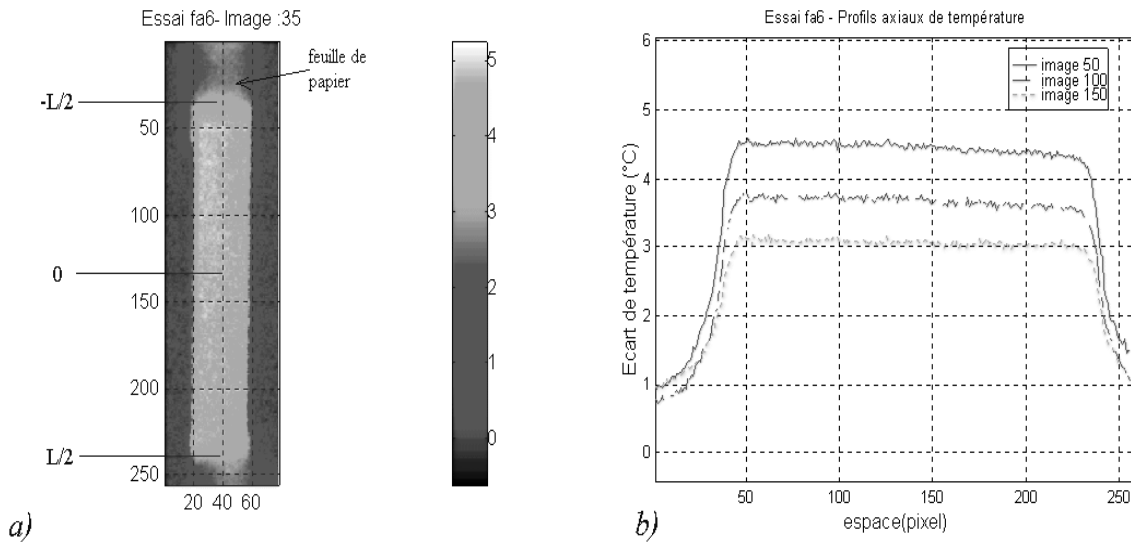 Essai fa6- Image :35
feuille de
papier
-L/2
0
L/2
50
100
150
200
250
20 40 60
5
4
3
2
1
0
a)
Essai fa6 - Profils axiaux de température
image 50
image 100
image 150
Ecart de température (°C)
6
5
4
3
2
1
0
50 100 150 200 250
espace(pixel)
b)